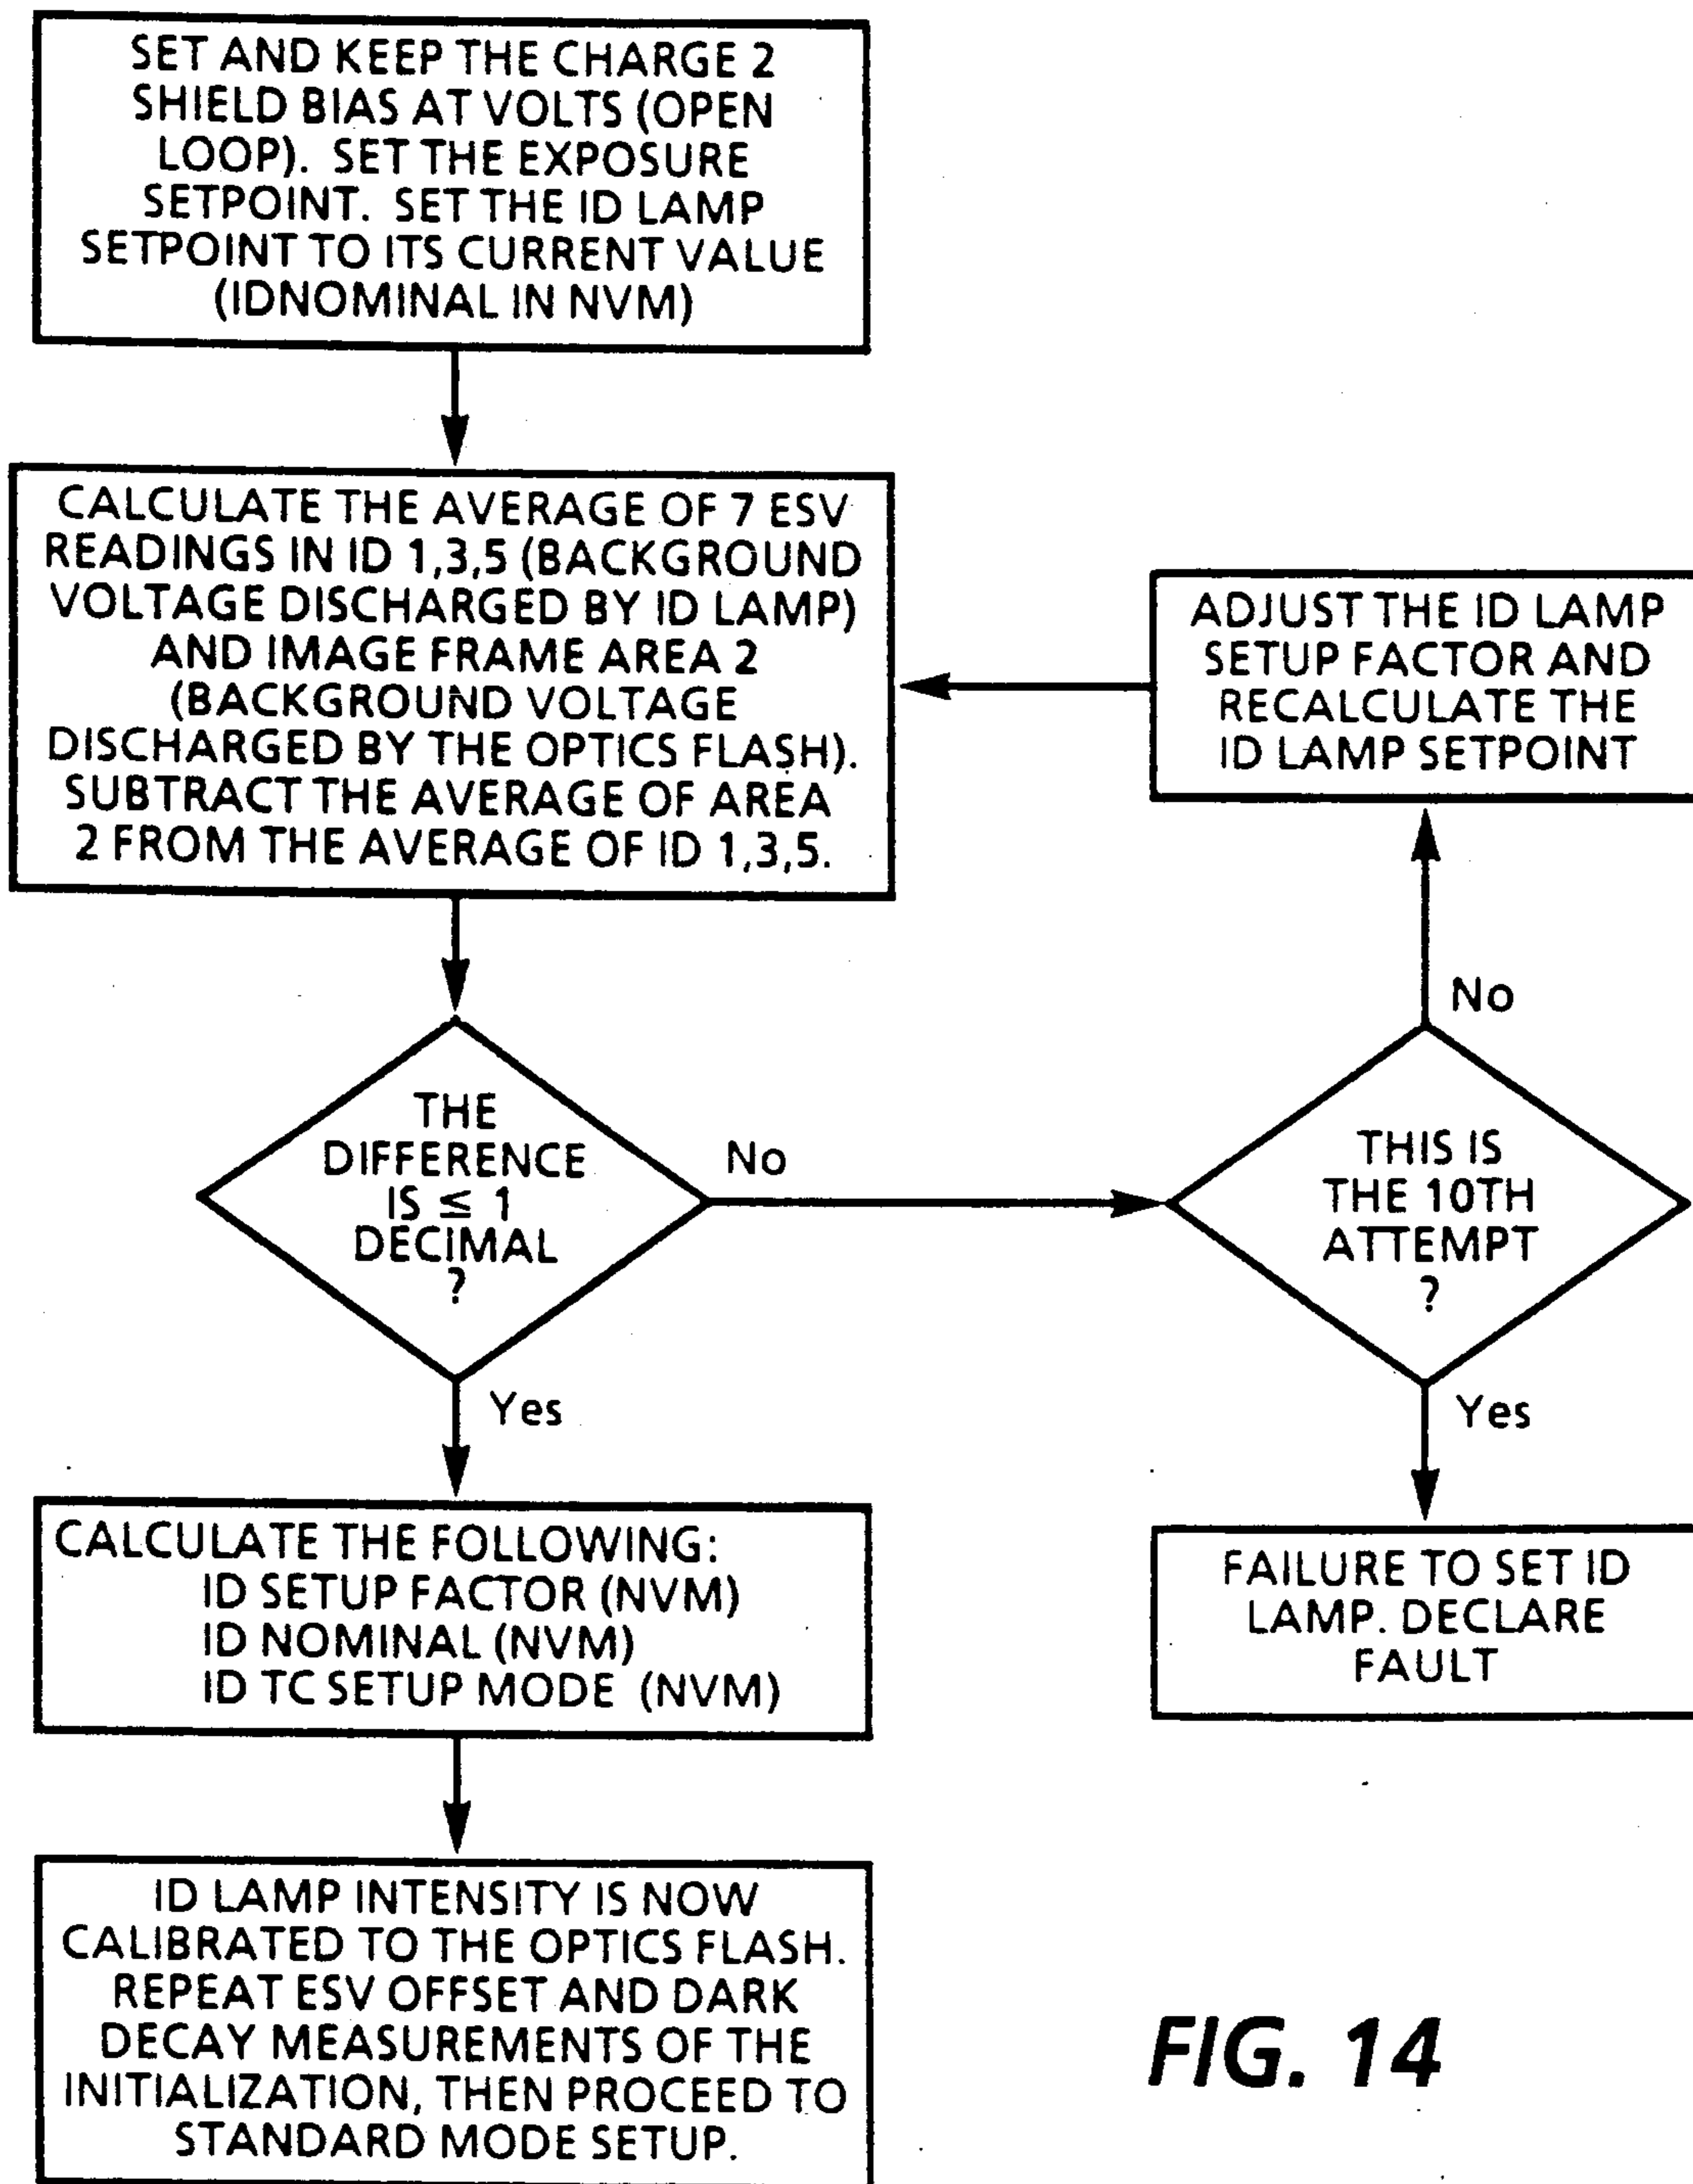 SET AND KEEP THE CHARGE 2
SHIELD BIAS AT VOLTS (OPEN
LOOP). SET THE EXPOSURE
SETPOINT. SET THE ID LAMP
SETPOINT TO ITS CURRENT VALUE
(IDNOMINAL IN NVM)
CALCULATE THE AVERAGE OF 7 ESV
READINGS IN ID 1,3,5 (BACKGROUND
VOLTAGE DISCHARGED BY ID LAMP)
AND IMAGE FRAME AREA 2
(BACKGROUND VOLTAGE
DISCHARGED BY THE OPTICS FLASH).
SUBTRACT THE AVERAGE OF AREA
2 FROM THE AVERAGE OF ID 1,3,5.
ADJUST THE ID LAMP
SETUP FACTOR AND
RECALCULATE THE
ID LAMP SETPOINT
No
THE
DIFFERENCE
IS ≤ 1
DECIMAL
?
No
THIS IS
THE 10TH
ATTEMPT
?
Yes
Yes
CALCULATE THE FOLLOWING:
ID SETUP FACTOR (NVM)
ID NOMINAL (NVM)
ID TC SETUP MODE (NVM)
FAILURE TO SET ID
LAMP. DECLARE
FAULT
ID LAMP INTENSITY IS NOW
CALIBRATED TO THE OPTICS FLASH.
REPEAT ESV OFFSET AND DARK
DECAY MEASUREMENTS OF THE
INITIALIZATION, THEN PROCEED TO
STANDARD MODE SETUP.
FIG. 14